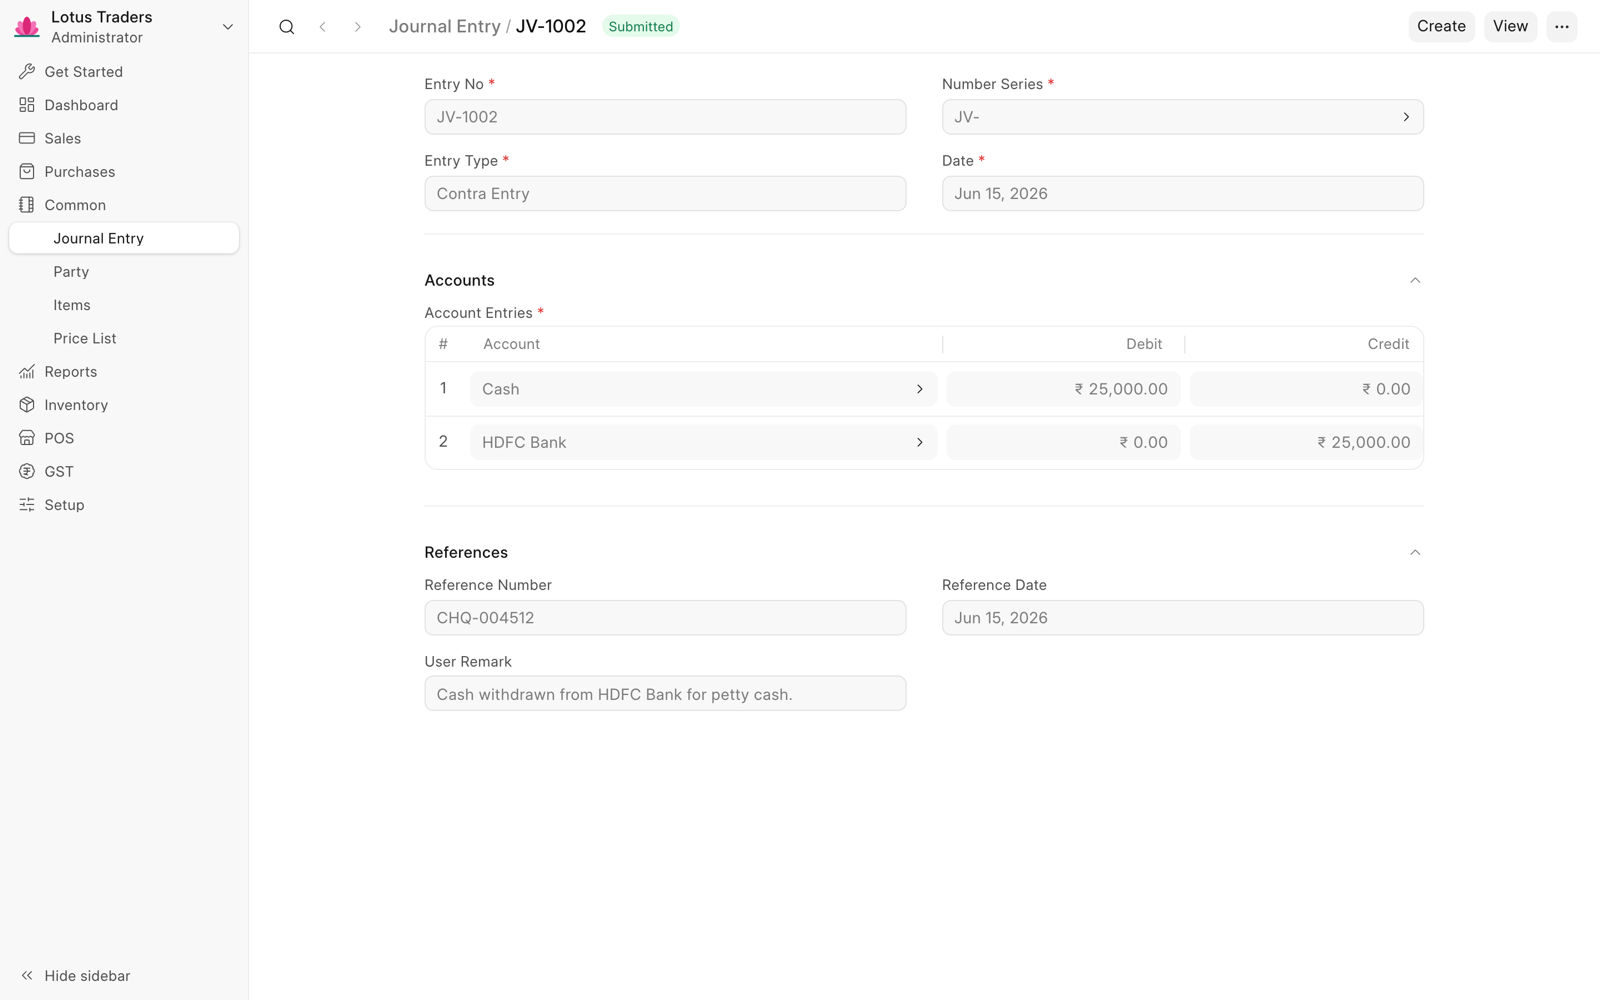 Lotus Traders
Administrator
Get Started
Dashboard
Sales
Purchases
Common
Journal Entry
Party
Items
Price List
Reports
Inventory
POS
GST
Setup
Hide sidebar
Journal Entry / JV-1002 Submitted
Create View ...
Entry No * Number Series *
JV-1002 JV-
Entry Type * Date *
Contra Entry Jun 15, 2026
Accounts
Account Entries *
# Account Debit Credit
1 Cash ₹ 25,000.00 ₹ 0.00
2 HDFC Bank ₹ 0.00 ₹ 25,000.00
References
Reference Number Reference Date
CHQ-004512 Jun 15, 2026
User Remark
Cash withdrawn from HDFC Bank for petty cash.